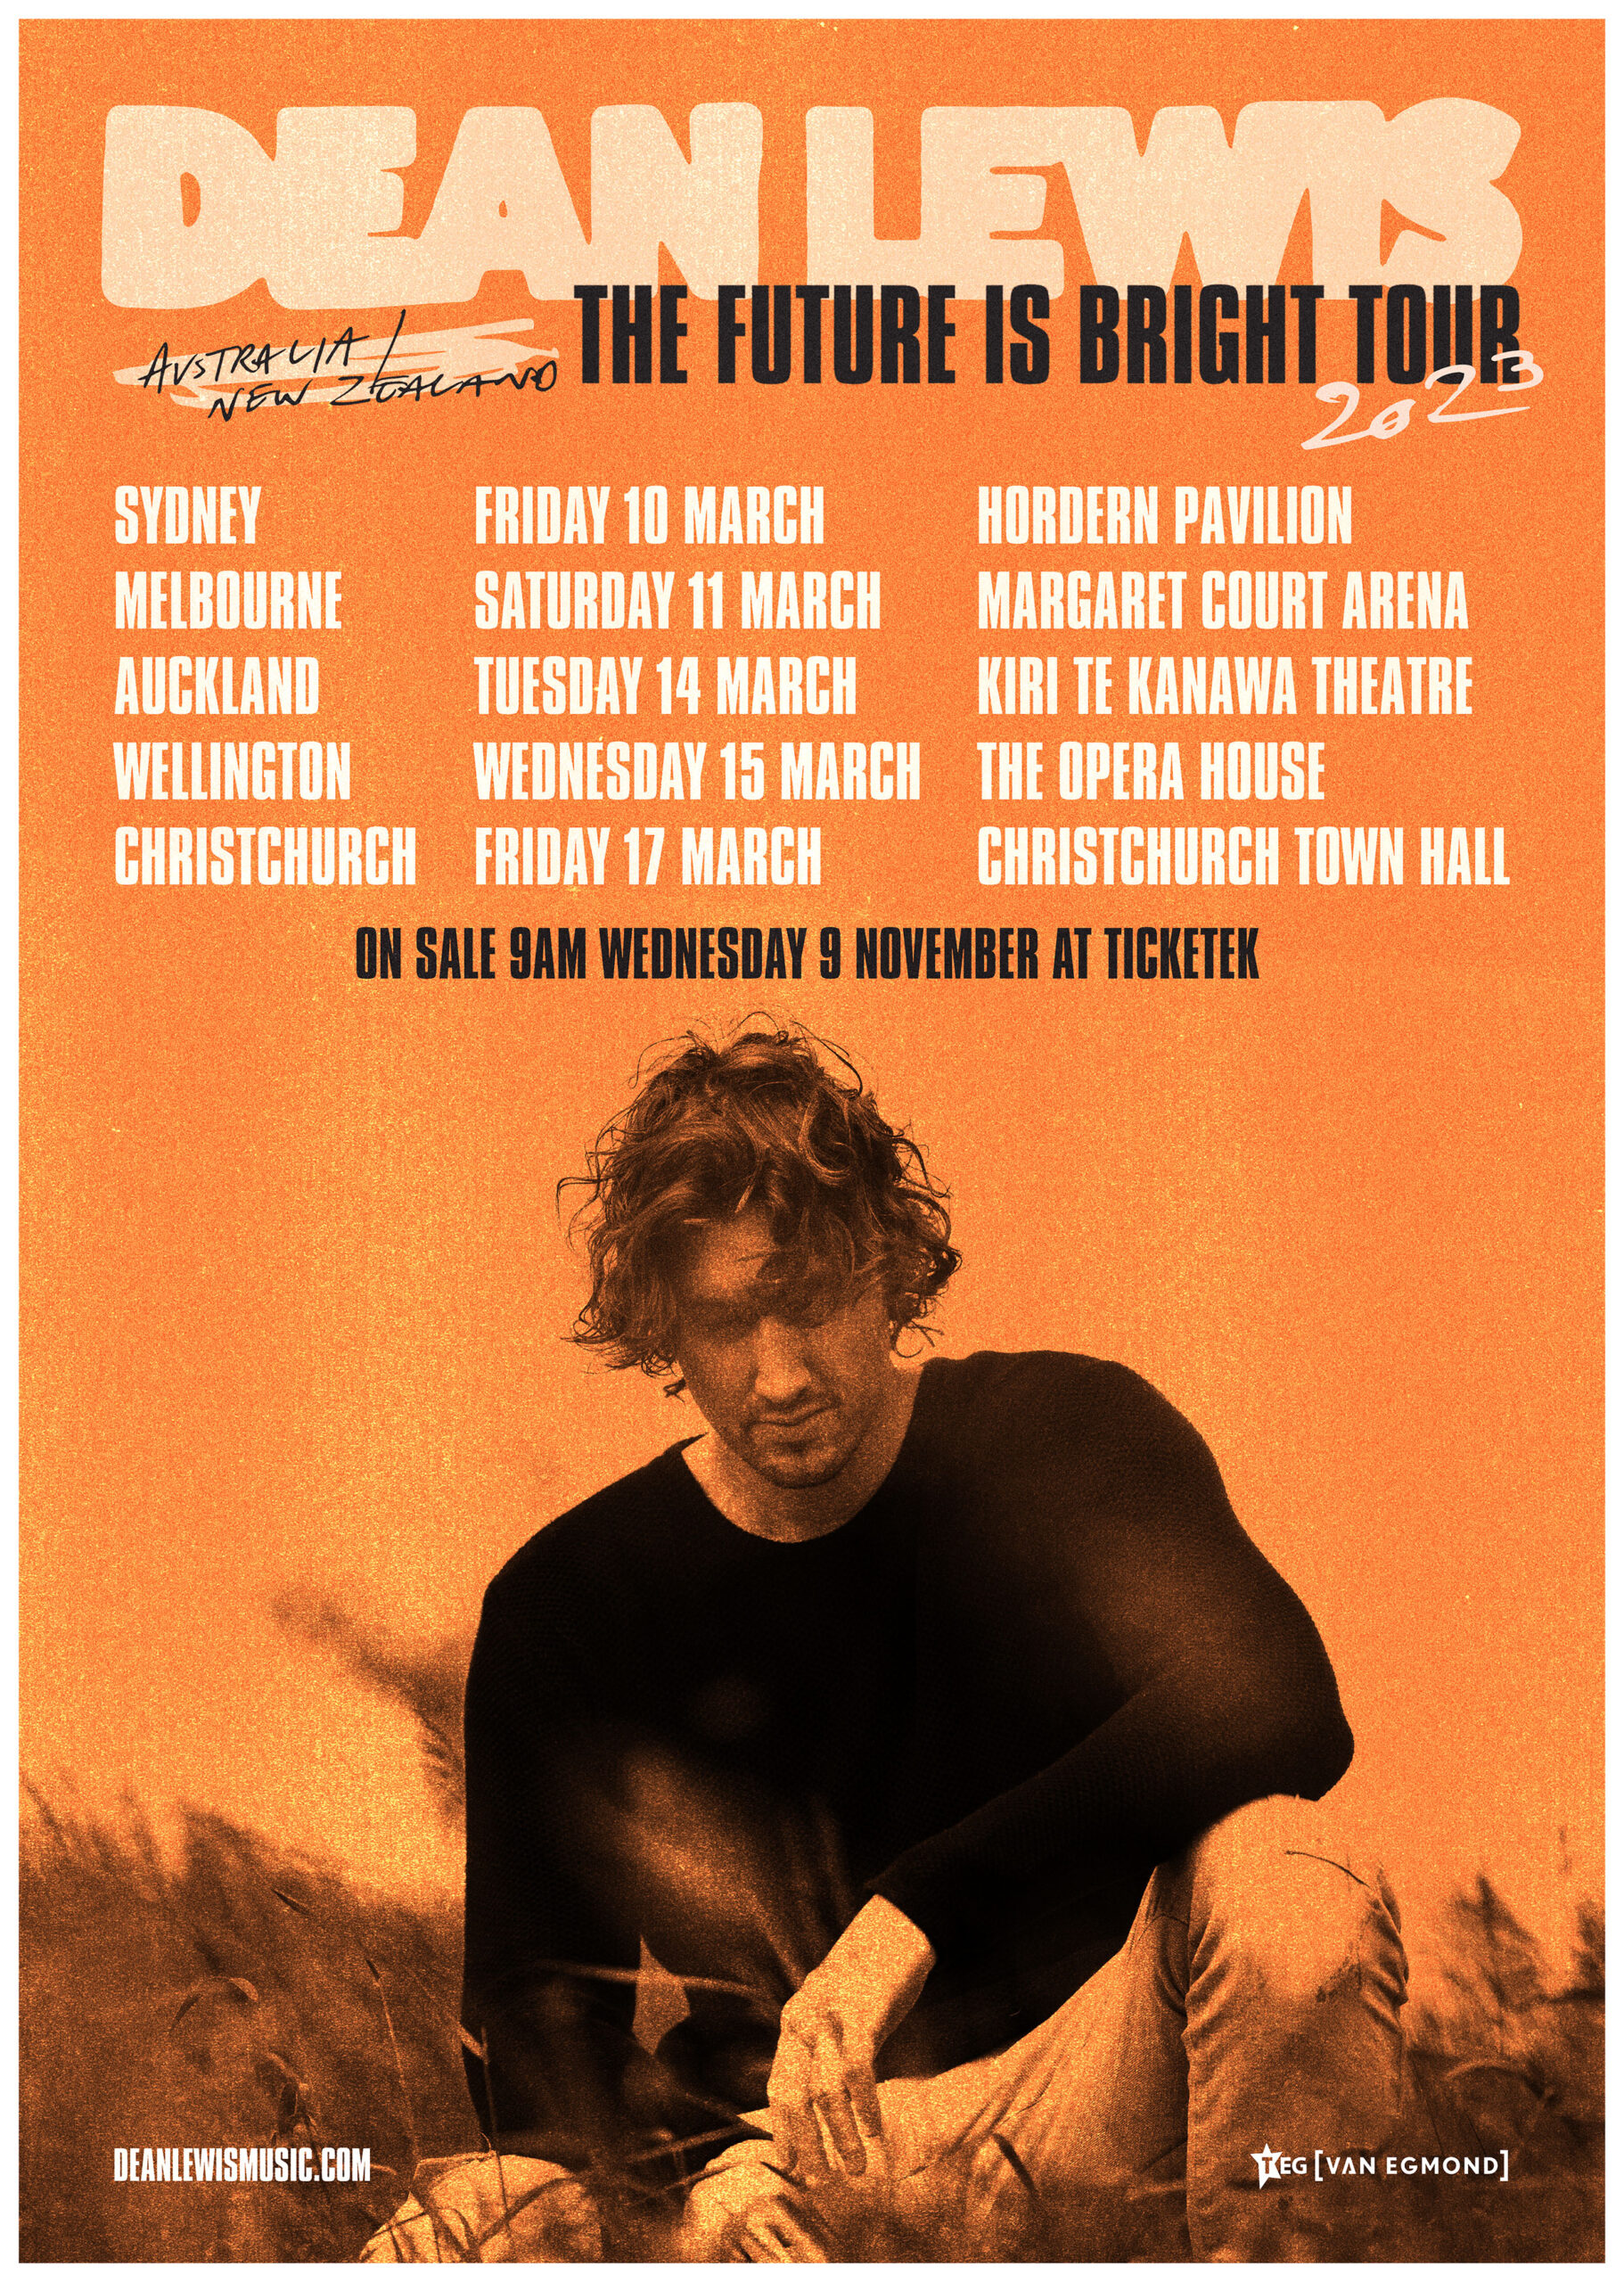 DEAN LEWIS
THE FUTURE IS BRIGHT TOUR
AUSTRALIA /
NEW ZEALAND
2023
SYDNEY FRIDAY 10 MARCH HORDERN PAVILION
MELBOURNE SATURDAY 11 MARCH MARGARET COURT ARENA
AUCKLAND TUESDAY 14 MARCH KIRI TE KANAWA THEATRE
WELLINGTON WEDNESDAY 15 MARCH THE OPERA HOUSE
CHRISTCHURCH FRIDAY 17 MARCH CHRISTCHURCH TOWN HALL
ON SALE 9AM WEDNESDAY 9 NOVEMBER AT TICKETEK
DEANLEWISMUSIC.COM
TEG [VAN EGMOND]